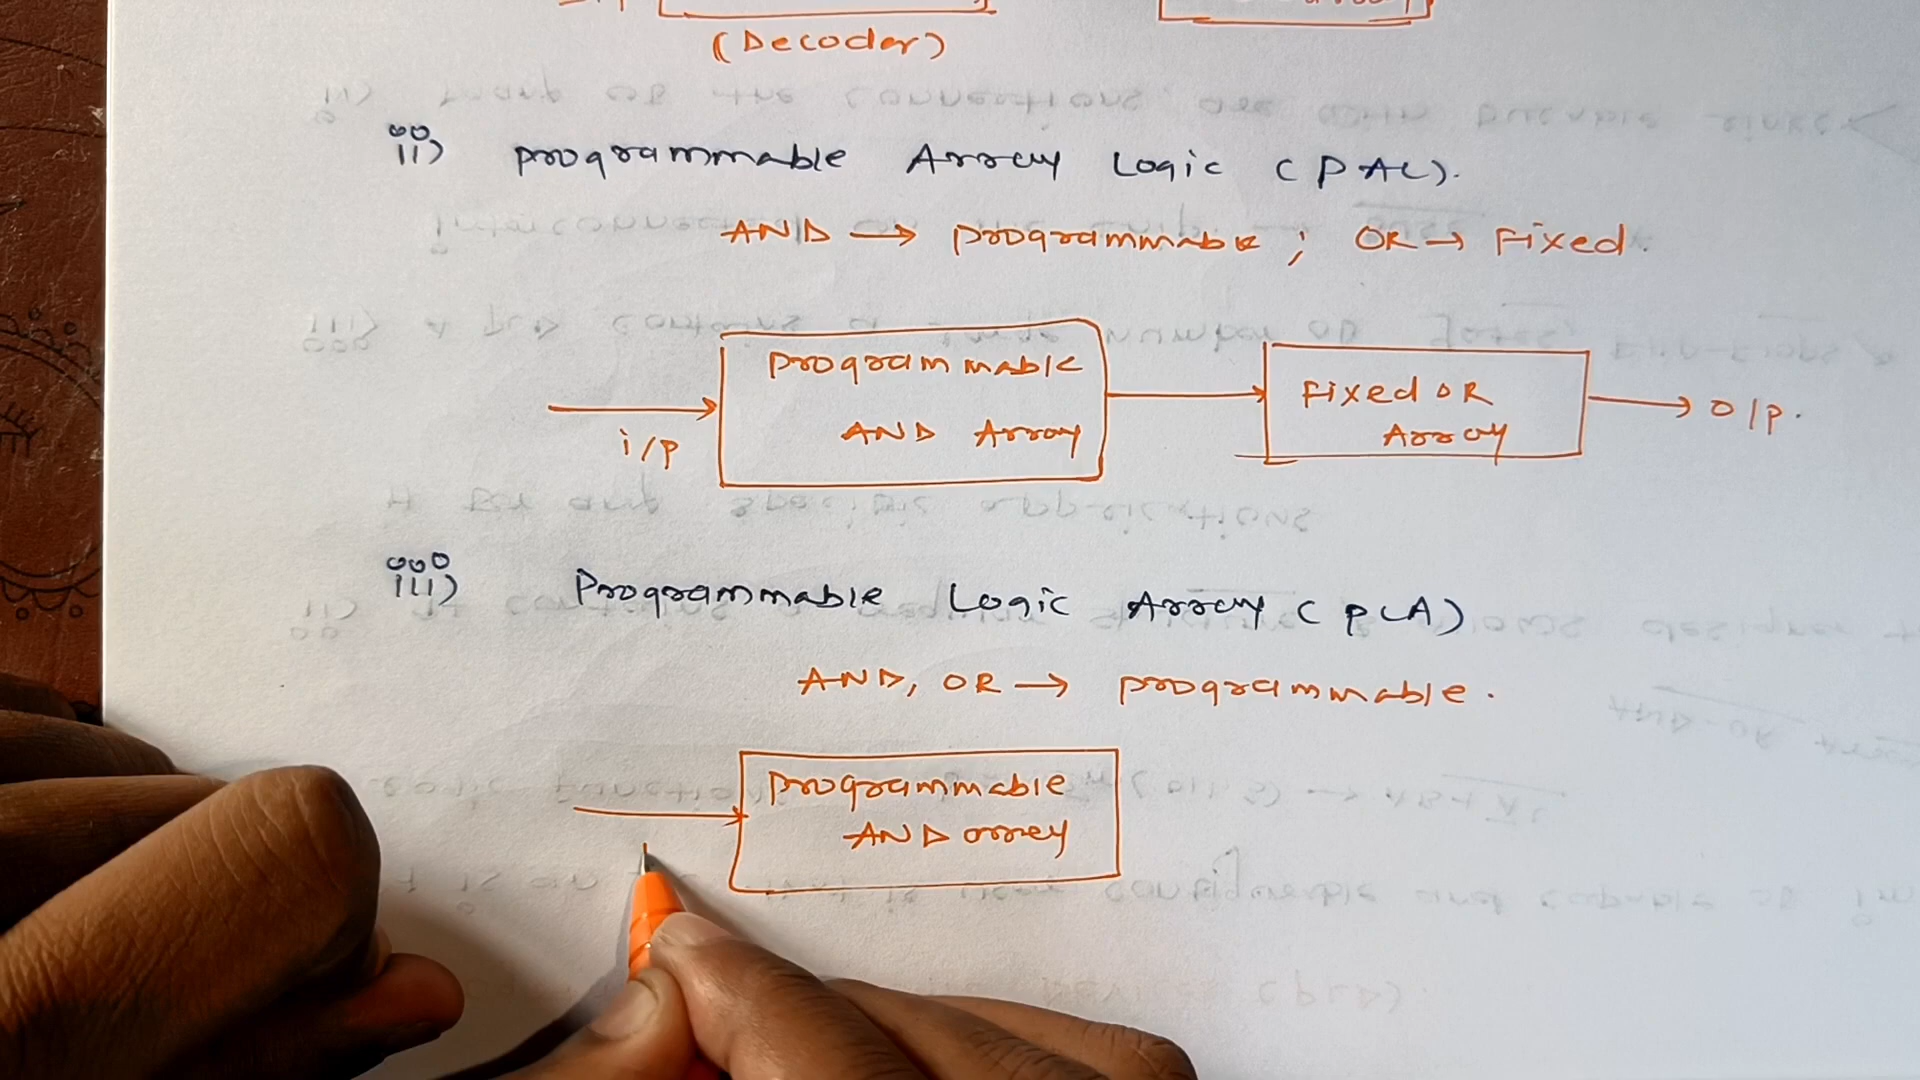 (Decoder)
ii) programmable Array Logic (PAL).
AND → programmable ; OR → Fixed.
programmable
AND Array
i/p
Fixed OR
Array
o/p.
iii) Programmable Logic Array (PLA)
AND, OR → programmable.
programmable
AND array